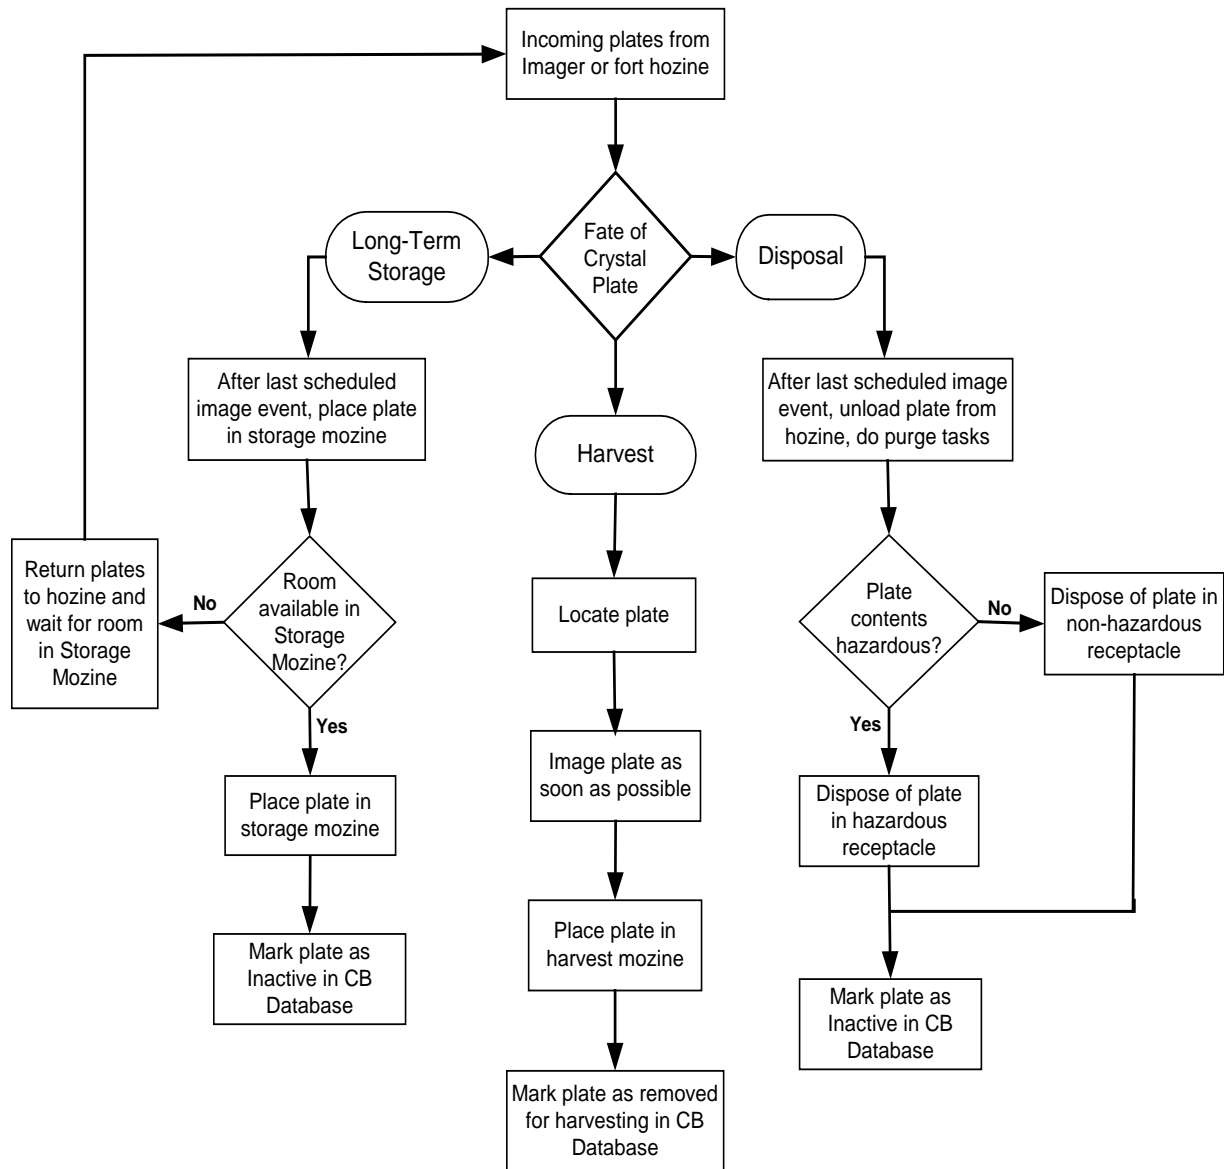 Incoming plates from
Imager or fort hozine
Fate of
Crystal
Plate
Long-Term
Storage
Disposal
After last scheduled
image event, place plate
in storage mozine
Harvest
After last scheduled image
event, unload plate from
hozine, do purge tasks
Return plates
to hozine and
wait for room
in Storage
Mozine
No
Room
available in
Storage
Mozine?
Yes
Locate plate
Plate
contents
hazardous?
No
Yes
Dispose of plate in
non-hazardous
receptacle
Place plate in
storage mozine
Image plate as
soon as possible
Dispose of plate
in hazardous
receptacle
Mark plate as
Inactive in CB
Database
Place plate in
harvest mozine
Mark plate as
Inactive in CB
Database
Mark plate as removed
for harvesting in CB
Database